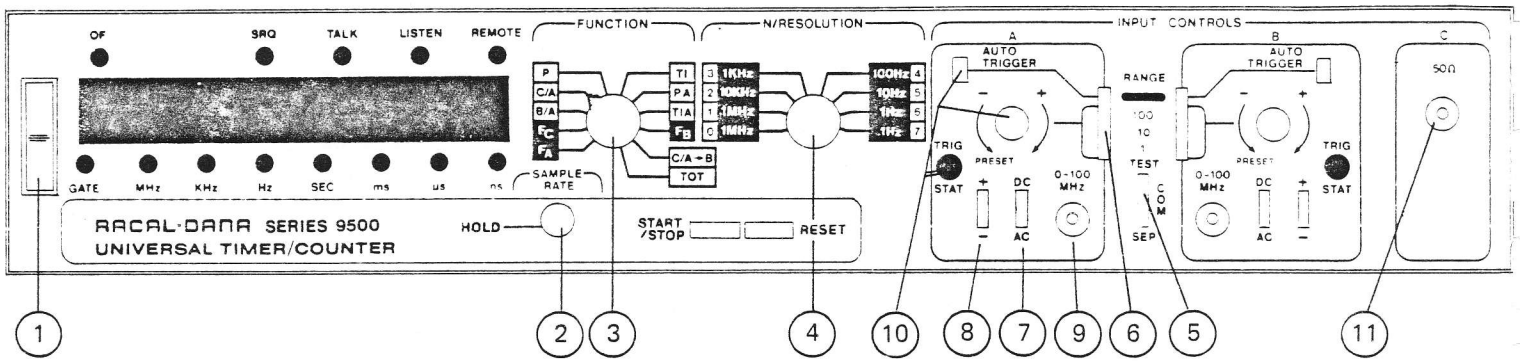 FUNCTION
N/RESOLUTION
INPUT CONTROLS
OF SRQ TALK LISTEN REMOTE
P
C/A
B/A
FC
FA
TI
PA
TIA
FB
C/A→B
TOT
3 1KHz
2 10KHz
1 1MHz
0 1MHz
100Hz 4
10Hz 5
1Hz 6
.1Hz 7
GATE MHz KHz Hz SEC ms µs ns
SAMPLE
RATE
RACAL-DANA SERIES 9500
UNIVERSAL TIMER/COUNTER
HOLD
START
/STOP
RESET
A
AUTO
TRIGGER
- +
PRESET
TRIG
STAT
+
-
DC
AC
0-100
MHz
RANGE
100
10
1
TEST
COM
SEP
B
AUTO
TRIGGER
- +
PRESET
TRIG
STAT
0-100
MHz
DC
AC
+
-
C
50Ω
1 2 3 4 10 8 7 9 6 5 11